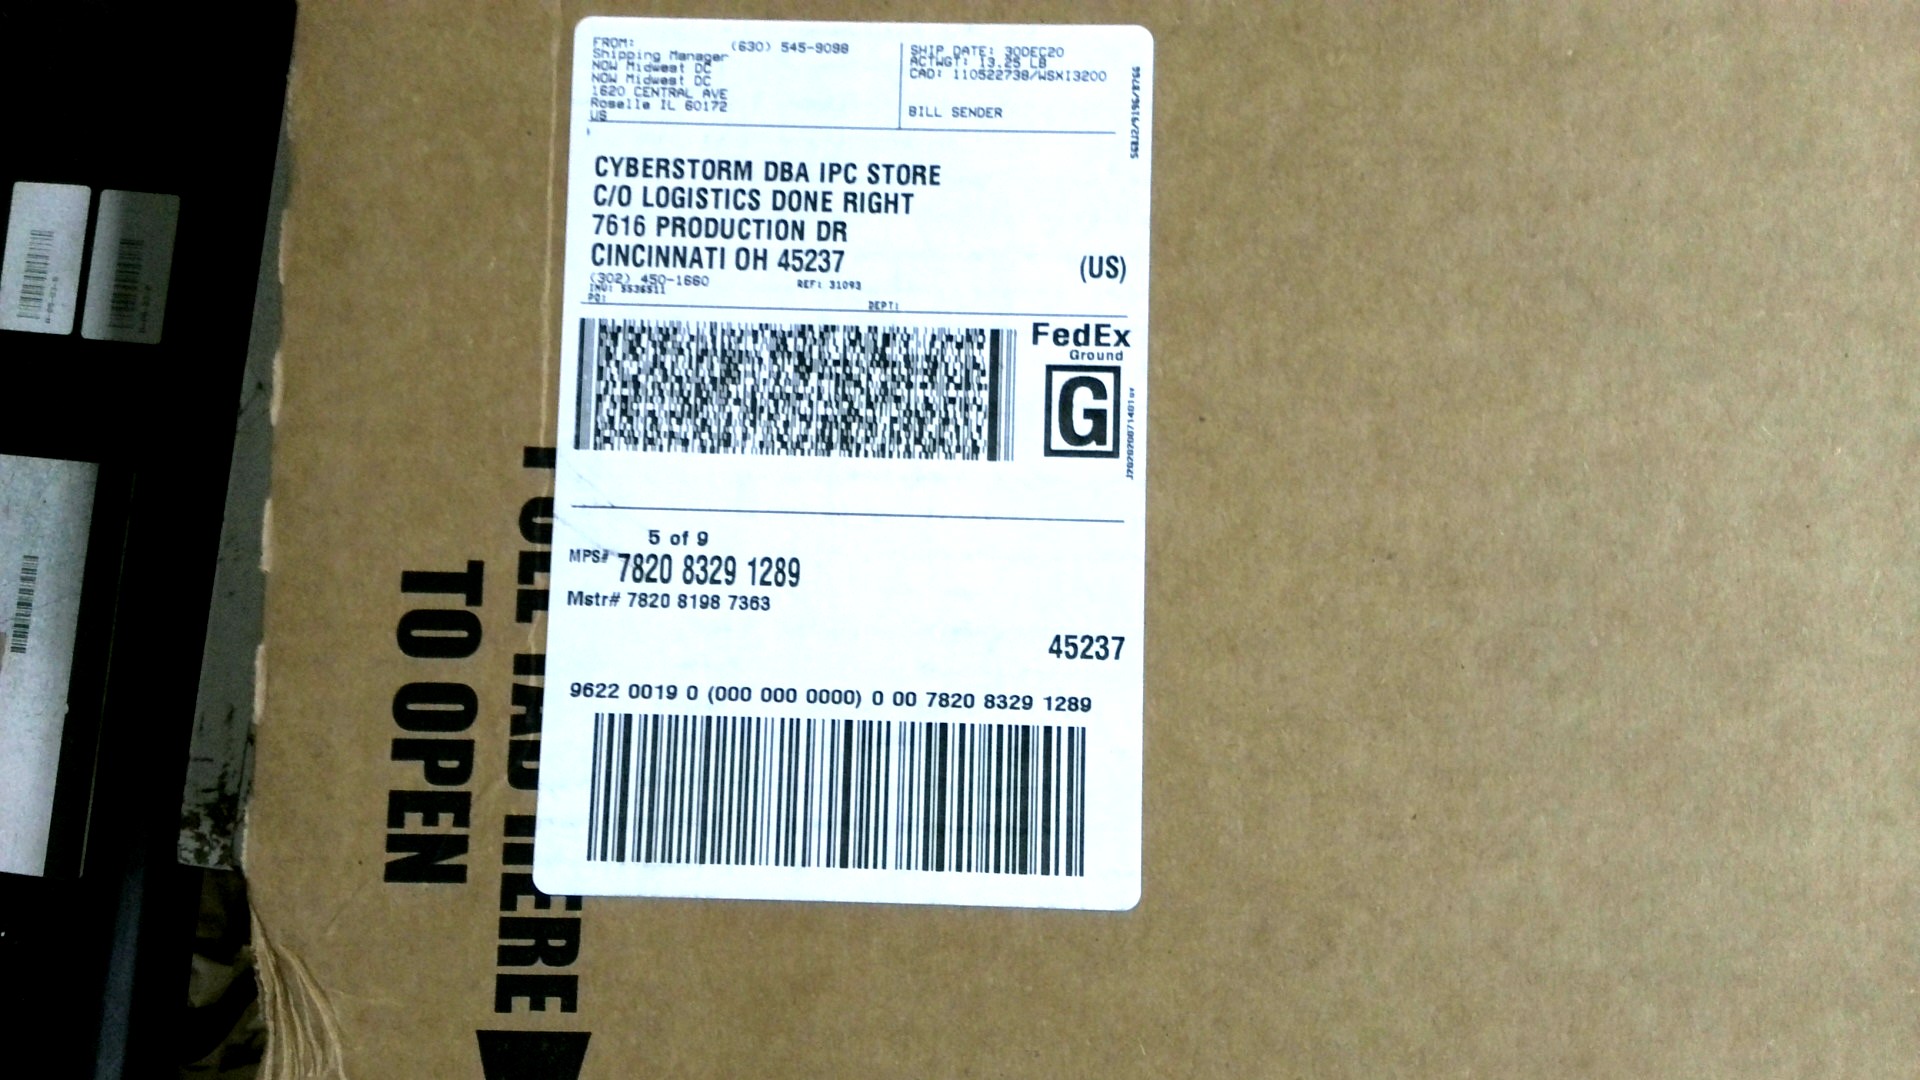 FROM: (630) 545-9098
Shipping Manager
NOW Midwest DC
NOW Midwest DC
1620 CENTRAL AVE
Roselle IL 60172
US
SHIP DATE: 30DEC20
ACTWGT: 13.25 LB
CAD: 110522738/WSXI3200
BILL SENDER
CYBERSTORM DBA IPC STORE
C/O LOGISTICS DONE RIGHT
7616 PRODUCTION DR
CINCINNATI OH 45237
(US)
(302) 450-1660
INV: 5536511 REF: 31093
PO: DEPT:
FedEx
Ground
G
5 of 9
MPS# 7820 8329 1289
Mstr# 7820 8198 7363
45237
9622 0019 0 (000 000 0000) 0 00 7820 8329 1289
HERE
TO OPEN